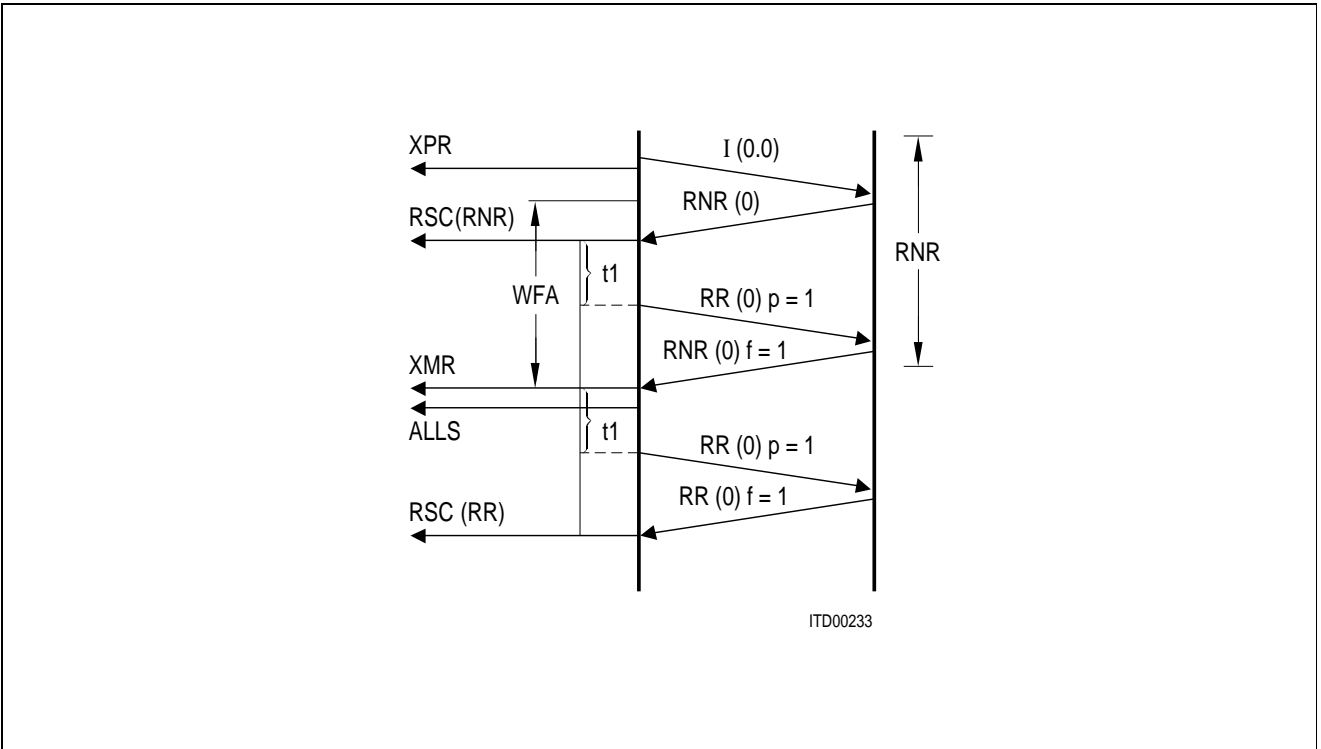 XPR
I (0.0)
RNR (0)
RSC(RNR)
RNR
t1
WFA
RR (0) p = 1
RNR (0) f = 1
XMR
ALLS
t1
RR (0) p = 1
RR (0) f = 1
RSC (RR)
ITD00233